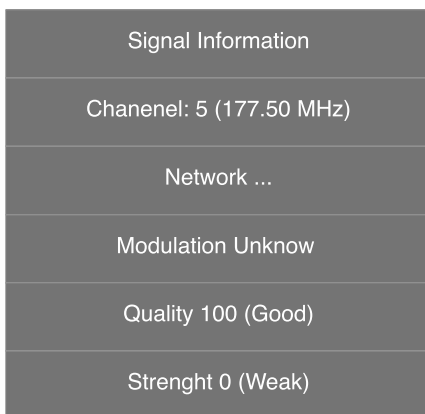 Signal Information
Chanenel: 5 (177.50 MHz)
Network ...
Modulation Unknow
Quality 100 (Good)
Strenght 0 (Weak)